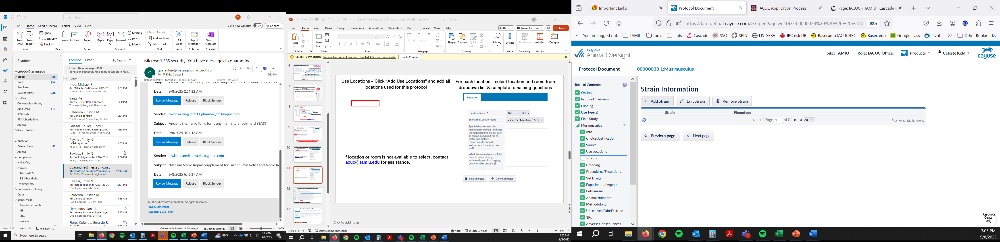 Search
KC
File Home Send / Receive Folder View Help
Try the new Outlook Off Copilot
New Email
New Items
Ignore
Clean Up
Block
Delete
Archive
Report
Reply
Reply All
Forward
Meeting
IM
More
Search People
Address Book
Filter Email
All Apps
Report Message
Send to OneNote
New Delete Report Respond Find Apps Protection OneNote
Favorites
cekidd@tamiu.edu
Inbox 136
Drafts [14]
Sent Items
Deleted Items 238
Outbox
Conversation History
Junk Email [15]
RSS Feeds
RSS Subscriptions
Archive
Search Folders
archive
Deleted Items 82
Archive
Compliance
biosafety
IACUC
iMedris/IRIS
IRB inbox drafts
whitney etc.
Conversation History
Drafts
grant emails
Presidential grants
MRI
URC
cascade
Focused Other By Date
Other: New messages (53)
Bonnie on Facebook, Free Items in San Isidro, Gail...
Today
Kidd, Michael R
Re: FMLA Re-Certification 2025-26... 2:31 PM
I don't think so, but it means not
Yang, Ke
Re: NSF - User Role Approved 2:20 PM
That would be great, thank you,
Calderon, Cristina M
RE: Daniels contract 2:04 PM
Yes! It shouldn't take long for him
Salazar-Collier, Cindy L.
Re: need to set IBC meeting day f... 1:33 PM
Hello! For me all of those days and
Bayless, Emily N
UCPG - question 1:33 PM
Hi Celeste, I have an exhibition
Bayless, Emily N
Re: final obligation for 2024-25 U... 1:30 PM
Hi all, The completed from is
quarantine@messaging.m...
Microsoft 365 security: You have ... 12:35 PM
CAUTION: This email originated
Bayless, Emily N
Re: final obligation for 2024-25 U... 12:27 PM
Thank you so much! Emily
Calderon, Cristina M
RE: Daniels contract 11:56 AM
Good morning, Celeste, The
Hernandez, Janie L.
Re: broken links in multiple pages 11:32 AM
Good morning Mrs. Celeste,
Flores Colunga, Gerardo R.
Microsoft 365 security: You have messages in quarantine
Q
quarantine@messaging.microsoft.com
To Kidd, Celeste E
12:35 PM
Retention Policy TAMIU2010-Inbox (30 days) Expires 10/8/2025
Date: 9/8/2025 2:51:32 AM
Review Message Release Block Sender
Sender: milanswain@tech11.pharmacytechnique.com
Subject: Ancient Shamanic Tonic turns any man into a rock-hard BEAST
Date: 9/8/2025 3:21:12 AM
Review Message Release Block Sender
Sender: lewispolson@guru.chessguruji.com
Subject: "Natural Nerve Repair Supplement for Lasting Pain Relief and Nerve R
Date: 9/8/2025 6:46:37 AM
Review Message Release Block Sender
© 2025 Microsoft Corporation. All rights reserved.
Privacy Statement
Acceptable Use Policy
Items: 336 Unread: 134 Reminders: 9
Online with: Microsoft Exchange Display Settings 100%
Type here to search
89°F
3:05 PM
9/8/2025
AutoSave On
Submit Your Next IACUC Protocol Using CAYUSE • Saved
Search
File Home Insert Draw Design Transitions Animations Slide Show Record Review View Help
Record Present in Teams Share
Paste
New Slide
Shapes
Arrange
Quick Styles
Editing
Dictate
Sensitivity
Add-ins
Designer
Clipboard Slides Font Paragraph Drawing Voice Sensitivity Add-ins
SECURITY WARNING Some active content has been disabled. Click for more details. Enable Content
6
7
8
9
10
11
12
13
Use Locations – Click “Add Use Locations” and add all
locations used for this protocol
If location or room is not available to select, contact
iacuc@tamiu.edu for assistance.
For each location – select location and room from
dropdown list & complete remaining questions
Location
Location/Room * LBV 121
Select the Location Type Researcher Maintained Area
Special requirements for
maintaining animals - indicate
the requirements below, such
as caging, bedding, type of
water and dietary
requirements, special
instructions for animal care
staff.
What live animal work will be
done in this area (e.g.,
euthanasia, survival surgery,
behavioral testing, etc.)?
Save changes Cancel changes
Click to add notes
Slide 11 of 16 Accessibility: Investigate
Notes Display Settings 54%
3:05 PM
9/8/2025
Important Links
Protocol Document
IACUC Application Process
Page: IACUC - TAMIU | Cascade C
https://tamiur4.uat.cayuse.com/esOpenPage.wc?143~00000038%20%20%20%20%20%
80%
You are logged out. TAMIU tools stats Cascade SSO SPIN LISTSERV IBC risk DB Basecamp IACUC/IBC Basecamp Google class Pivot Other Bookmarks
cayuse
Animal Oversight
Site: TAMIU Role: IACUC Office Products Celeste Kidd
cayuse
Protocol Document 00000038 1:Mus musculus
Table of Contents
Options
Protocol Overview
Funding
Use Type(s)
Field Study
Mus musculus
Info
Choice Justification
Source
Use Locations
Strains
Breeding
Procedures/Exceptions
Vet Drugs
Experimental Agents
Euthanasia
Animal Numbers
Methodology
Unrelieved Pain/Distress
3Rs
Adverse Consequences
Strain Information
Add Strain Edit Strain Remove Strain
Strain Phenotype
Page 1 of 0 20
No records to view
Previous page Next page
Resource
Center
badge
3:05 PM
9/8/2025